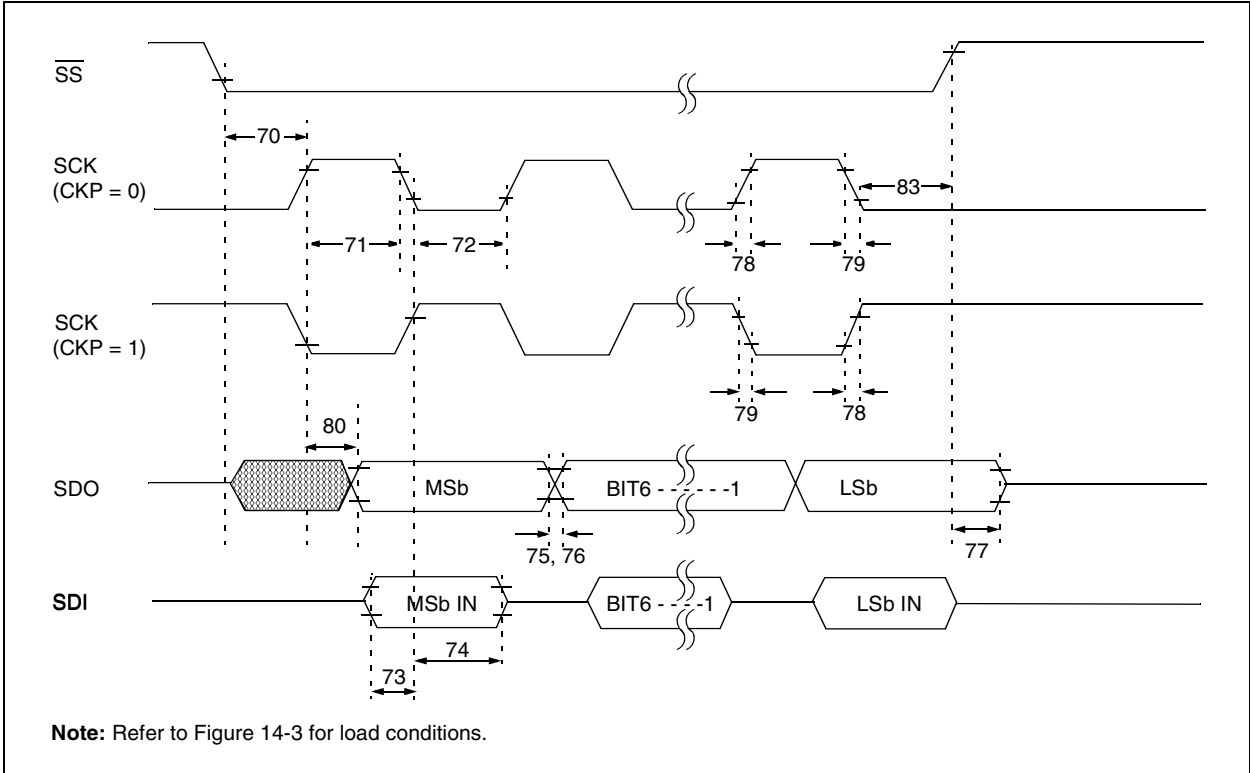 SS
70
SCK
(CKP = 0)
83
71
72
78
79
SCK
(CKP = 1)
79
78
80
SDO
MSb
BIT6 - - - - - -1
LSb
75, 76
77
SDI
MSb IN
BIT6 - - - - -1
LSb IN
74
73
Note: Refer to Figure 14-3 for load conditions.